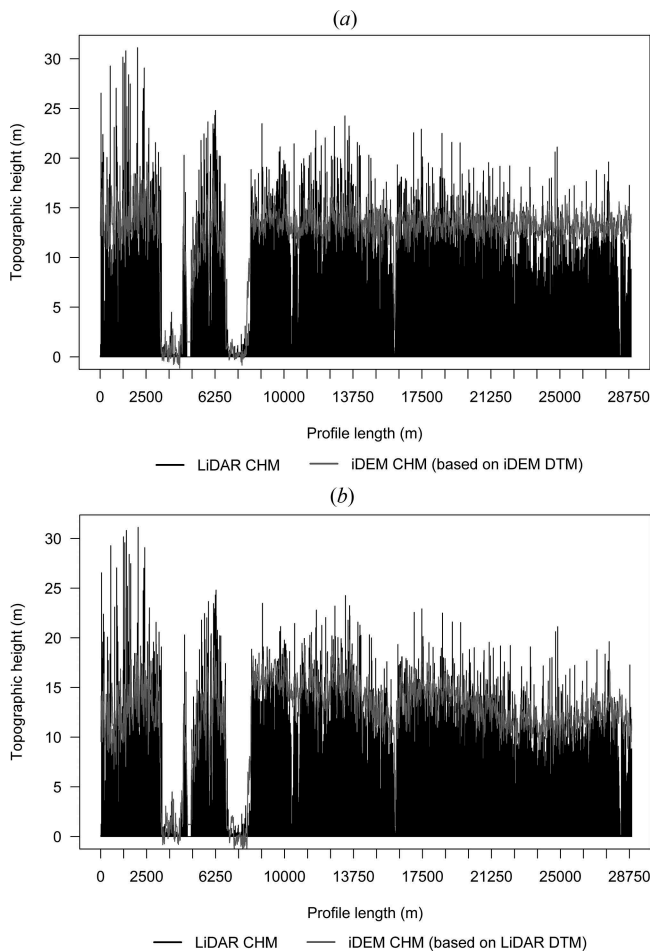 (a)
Topographic height (m)
30
25
20
15
10
5
0
0 2500 6250 10000 13750 17500 21250 25000 28750
Profile length (m)
LiDAR CHM iDEM CHM (based on iDEM DTM)
(b)
Topographic height (m)
30
25
20
15
10
5
0
0 2500 6250 10000 13750 17500 21250 25000 28750
Profile length (m)
LiDAR CHM iDEM CHM (based on LiDAR DTM)